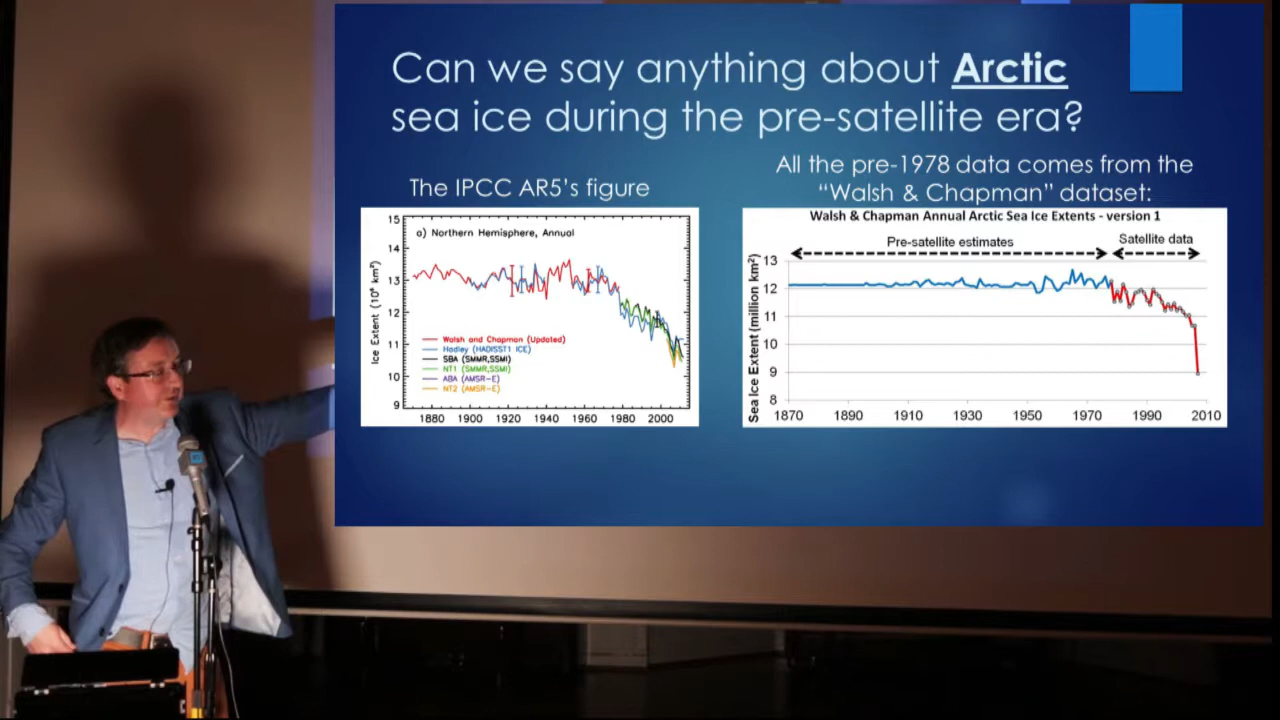 Can we say anything about Arctic
sea ice during the pre-satellite era?
The IPCC AR5's figure
15
14
13
12
11
10
9
Ice Extent (10⁶ km²)
a) Northern Hemisphere, Annual
Walsh and Chapman (Updated)
Hadley (HADISST1 ICE)
SBA (SMMR,SSMI)
NT1 (SMMR,SSMI)
ABA (AMSR-E)
NT2 (AMSR-E)
1880 1900 1920 1940 1960 1980 2000
All the pre-1978 data comes from the
“Walsh & Chapman” dataset:
Walsh & Chapman Annual Arctic Sea Ice Extents - version 1
Pre-satellite estimates
Satellite data
Sea Ice Extent (million km²)
13
12
11
10
9
8
1870 1890 1910 1930 1950 1970 1990 2010